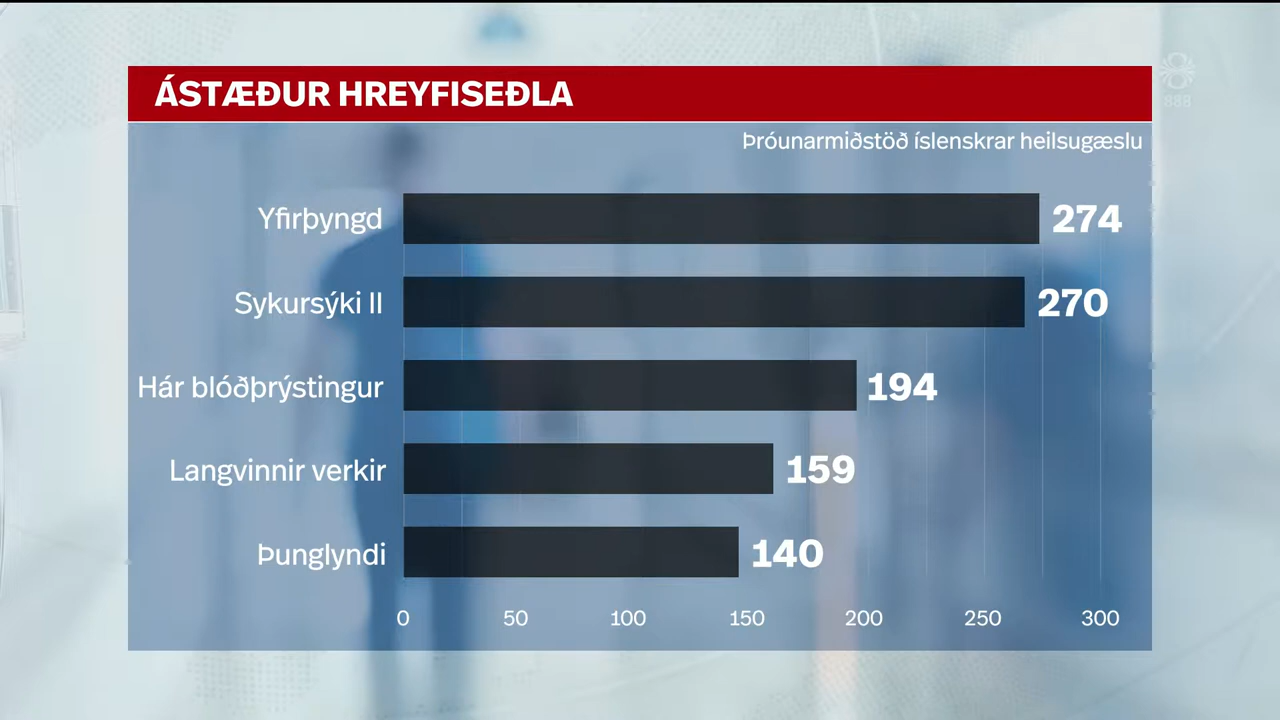 ÁSTÆÐUR HREYFISEÐLA
888
Þróunarmiðstöð íslenskrar heilsugæslu
Yfirþyngd 274
Sykursýki II 270
Hár blóðþrýstingur 194
Langvinnir verkir 159
Þunglyndi 140
0 50 100 150 200 250 300